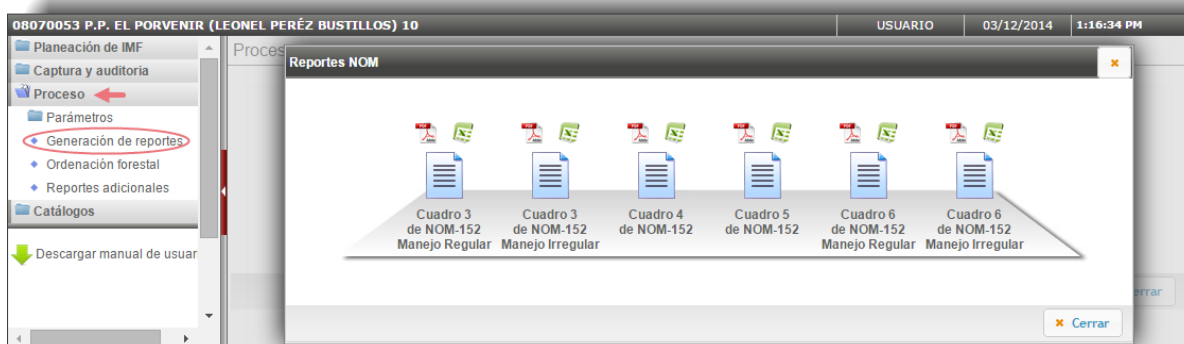 08070053 P.P. EL PORVENIR (LEONEL PERÉZ BUSTILLOS) 10
USUARIO
03/12/2014
1:16:34 PM
Planeación de IMF
Captura y auditoria
Proceso
Parámetros
Generación de reportes
Ordenación forestal
Reportes adicionales
Catálogos
Descargar manual de usuar
Proces
Reportes NOM
Cuadro 3
de NOM-152
Manejo Regular
Cuadro 3
de NOM-152
Manejo Irregular
Cuadro 4
de NOM-152
Cuadro 5
de NOM-152
Cuadro 6
de NOM-152
Manejo Regular
Cuadro 6
de NOM-152
Manejo Irregular
errar
Cerrar